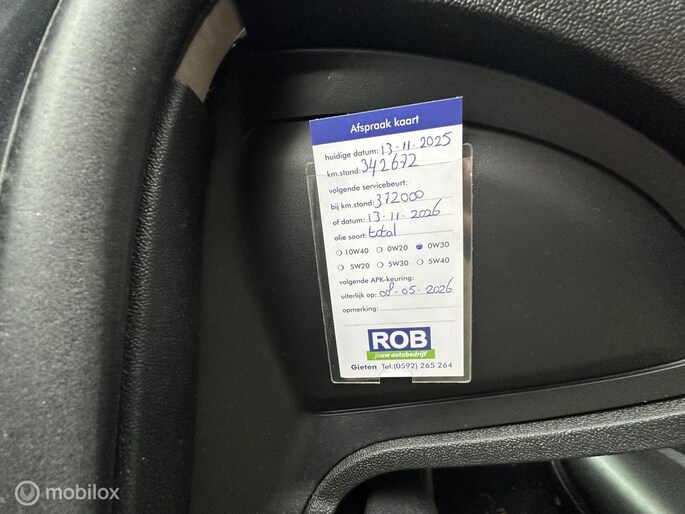 Afspraak kaart
huidige datum: 13-11-2025
km.stand: 342672
volgende servicebeurt:
bij km.stand: 372000
of datum: 13-11-2026
olie soort: total
10W40 0W20 0W30
5W20 5W30 5W40
volgende APK-keuring:
uiterlijk op: 08-05-2026
opmerking:
ROB
jouw autobedrijf
Gieten Tel.(0592) 265 264
mobilox